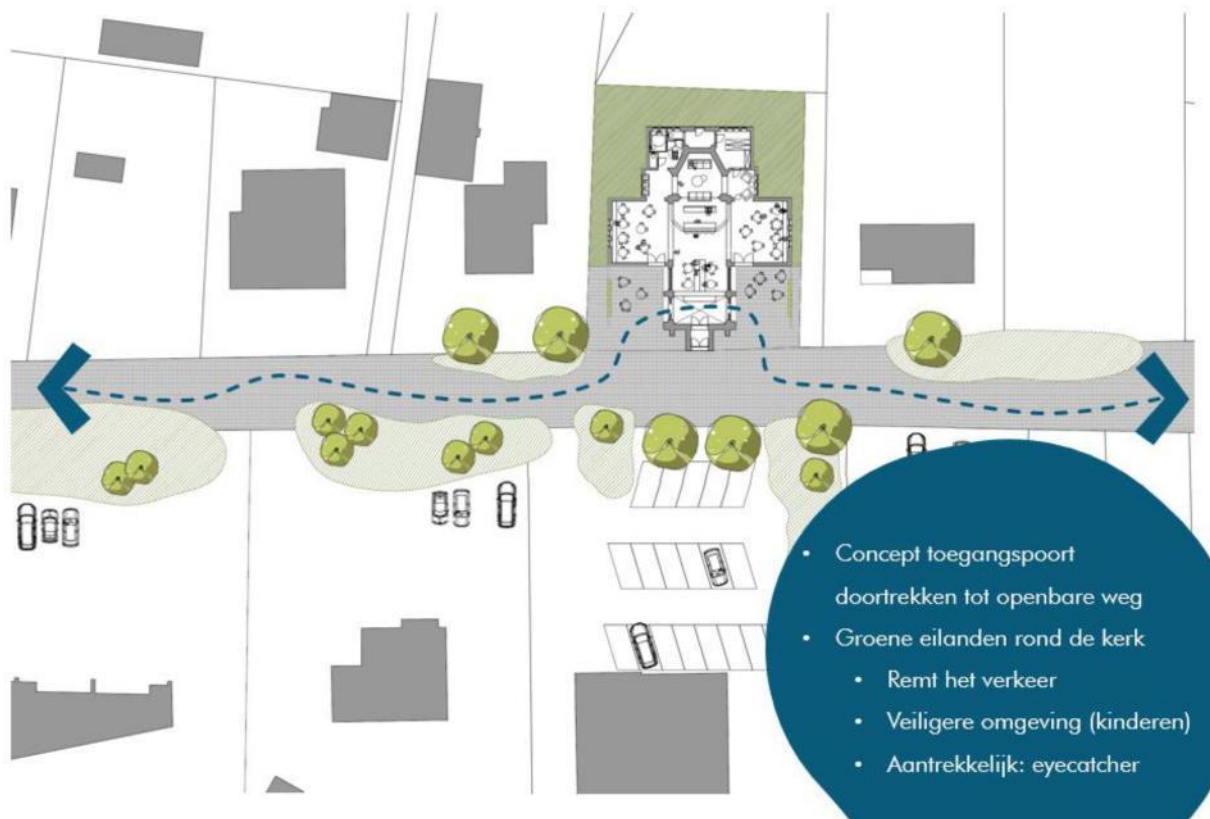 • Concept toegangspoort
doortrekken tot openbare weg
• Groene eilanden rond de kerk
• Remt het verkeer
• Veiligere omgeving (kinderen)
• Aantrekkelijk: eyecatcher